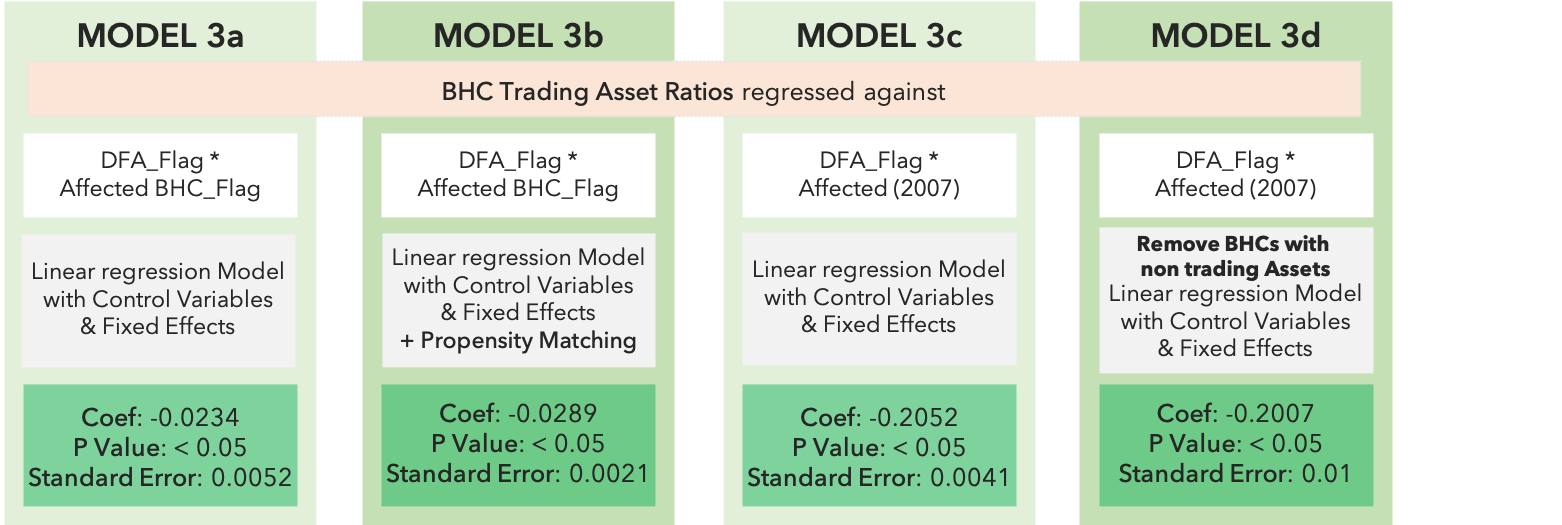 MODEL 3a
MODEL 3b
MODEL 3c
MODEL 3d
BHC Trading Asset Ratios regressed against
DFA_Flag *
Affected BHC_Flag
DFA_Flag *
Affected BHC_Flag
DFA_Flag *
Affected (2007)
DFA_Flag *
Affected (2007)
Linear regression Model
with Control Variables
& Fixed Effects
Linear regression Model
with Control Variables
& Fixed Effects
+ Propensity Matching
Linear regression Model
with Control Variables
& Fixed Effects
Remove BHCs with
non trading Assets
Linear regression Model
with Control Variables
& Fixed Effects
Coef: -0.0234
P Value: < 0.05
Standard Error: 0.0052
Coef: -0.0289
P Value: < 0.05
Standard Error: 0.0021
Coef: -0.2052
P Value: < 0.05
Standard Error: 0.0041
Coef: -0.2007
P Value: < 0.05
Standard Error: 0.01